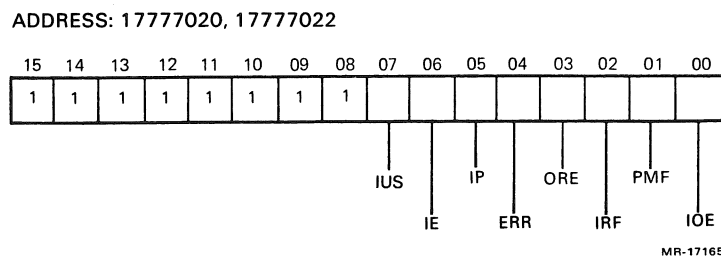 ADDRESS: 17777020, 17777022
15 14 13 12 11 10 09 08 07 06 05 04 03 02 01 00
1 1 1 1 1 1 1 1
IUS IP ORE PMF
IE ERR IRF IOE
MR-17165